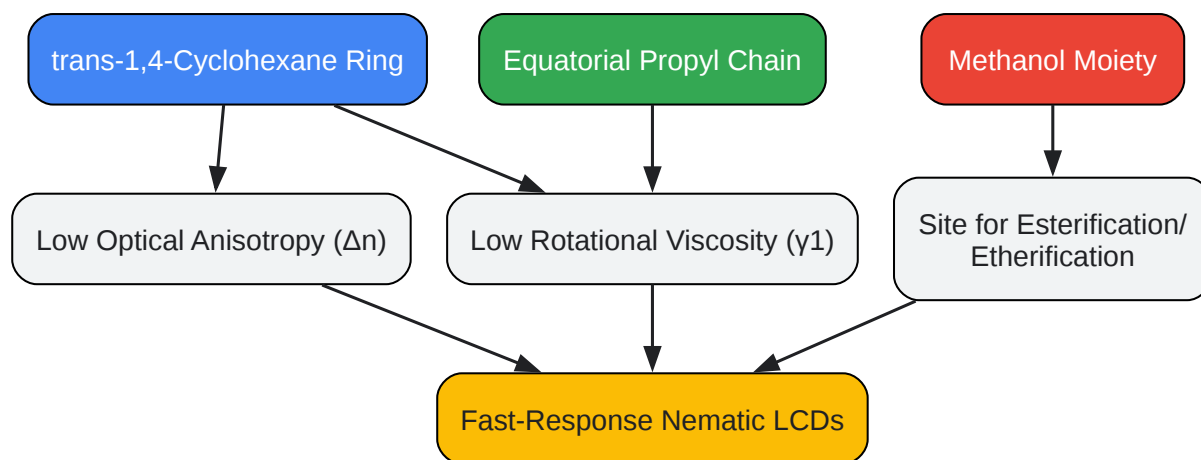 trans-1,4-Cyclohexane Ring
Equatorial Propyl Chain
Methanol Moiety
Low Optical Anisotropy (Δn)
Low Rotational Viscosity (γ1)
Site for Esterification/
Etherification
Fast-Response Nematic LCDs